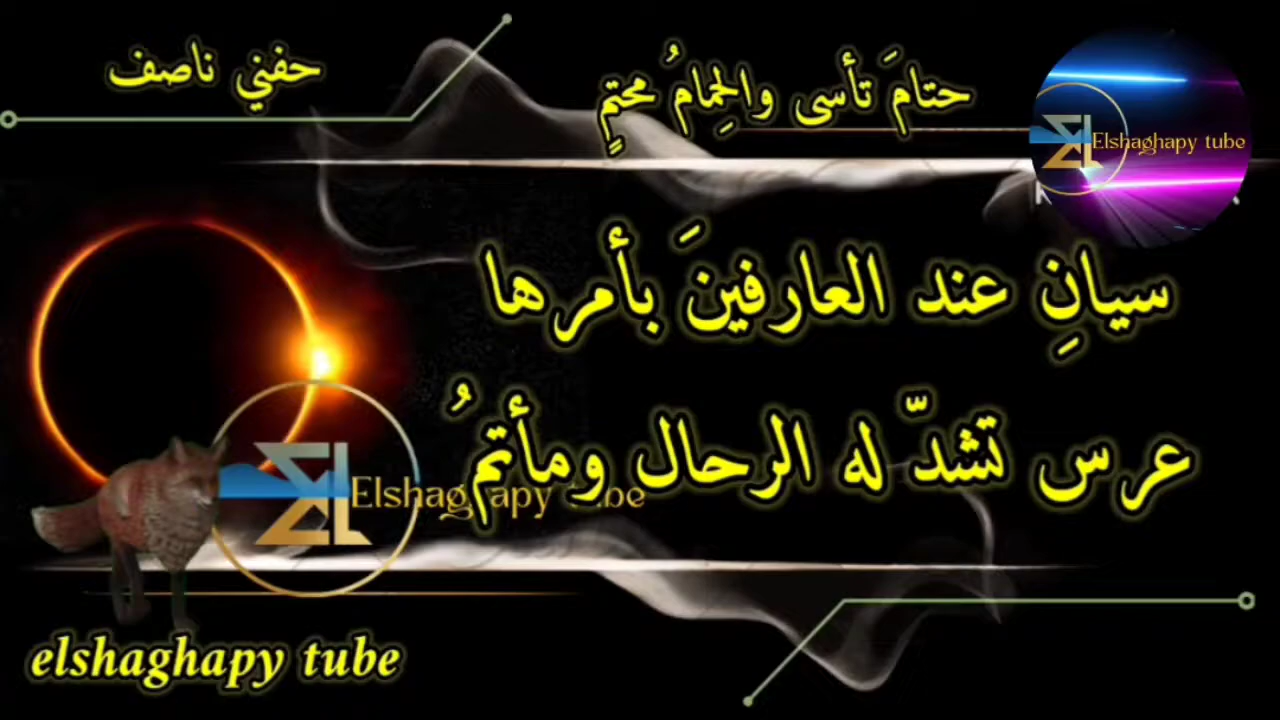 حتامَ تأسى والحِمامُ محتمٍ
حفني ناصف
Elshaghapy tube
سيانِ عند العارفينَ بأمرها
عرس تشدّ له الرحال ومأتمُ
Elshaghapy tube
elshaghapy tube